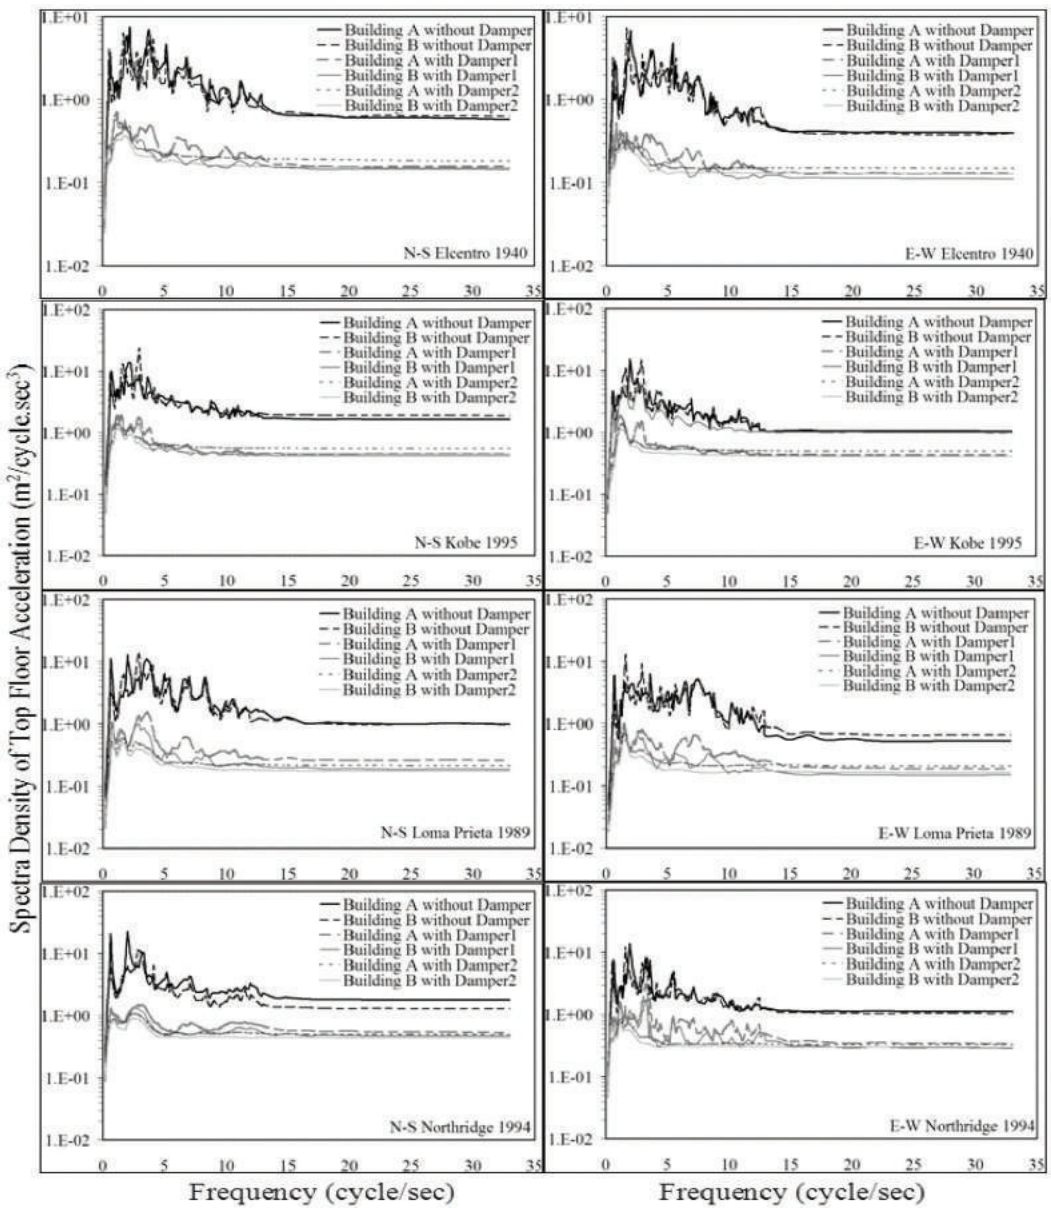 Spectra Density of Top Floor Acceleration (m²/cycle.sec³)
1.E+01
1.E+00
1.E-01
1.E-02
Building A without Damper
Building B without Damper
Building A with Damper1
Building B with Damper1
Building A with Damper2
Building B with Damper2
N-S Elcentro 1940
0 5 10 15 20 25 30 35
1.E+01
1.E+00
1.E-01
1.E-02
Building A without Damper
Building B without Damper
Building A with Damper1
Building B with Damper1
Building A with Damper2
Building B with Damper2
E-W Elcentro 1940
0 5 10 15 20 25 30 35
1.E+02
1.E+01
1.E+00
1.E-01
1.E-02
Building A without Damper
Building B without Damper
Building A with Damper1
Building B with Damper1
Building A with Damper2
Building B with Damper2
N-S Kobe 1995
0 5 10 15 20 25 30 35
1.E+02
1.E+01
1.E+00
1.E-01
1.E-02
Building A without Damper
Building B without Damper
Building A with Damper1
Building B with Damper1
Building A with Damper2
Building B with Damper2
E-W Kobe 1995
0 5 10 15 20 25 30 35
1.E+02
1.E+01
1.E+00
1.E-01
1.E-02
Building A without Damper
Building B without Damper
Building A with Damper1
Building B with Damper1
Building A with Damper2
Building B with Damper2
N-S Loma Prieta 1989
0 5 10 15 20 25 30 35
1.E+02
1.E+01
1.E+00
1.E-01
1.E-02
Building A without Damper
Building B without Damper
Building A with Damper1
Building B with Damper1
Building A with Damper2
Building B with Damper2
E-W Loma Prieta 1989
0 5 10 15 20 25 30 35
1.E+02
1.E+01
1.E+00
1.E-01
1.E-02
Building A without Damper
Building B without Damper
Building A with Damper1
Building B with Damper1
Building A with Damper2
Building B with Damper2
N-S Northridge 1994
0 5 10 15 20 25 30 35
1.E+02
1.E+01
1.E+00
1.E-01
1.E-02
Building A without Damper
Building B without Damper
Building A with Damper1
Building B with Damper1
Building A with Damper2
Building B with Damper2
E-W Northridge 1994
0 5 10 15 20 25 30 35
Frequency (cycle/sec)
Frequency (cycle/sec)